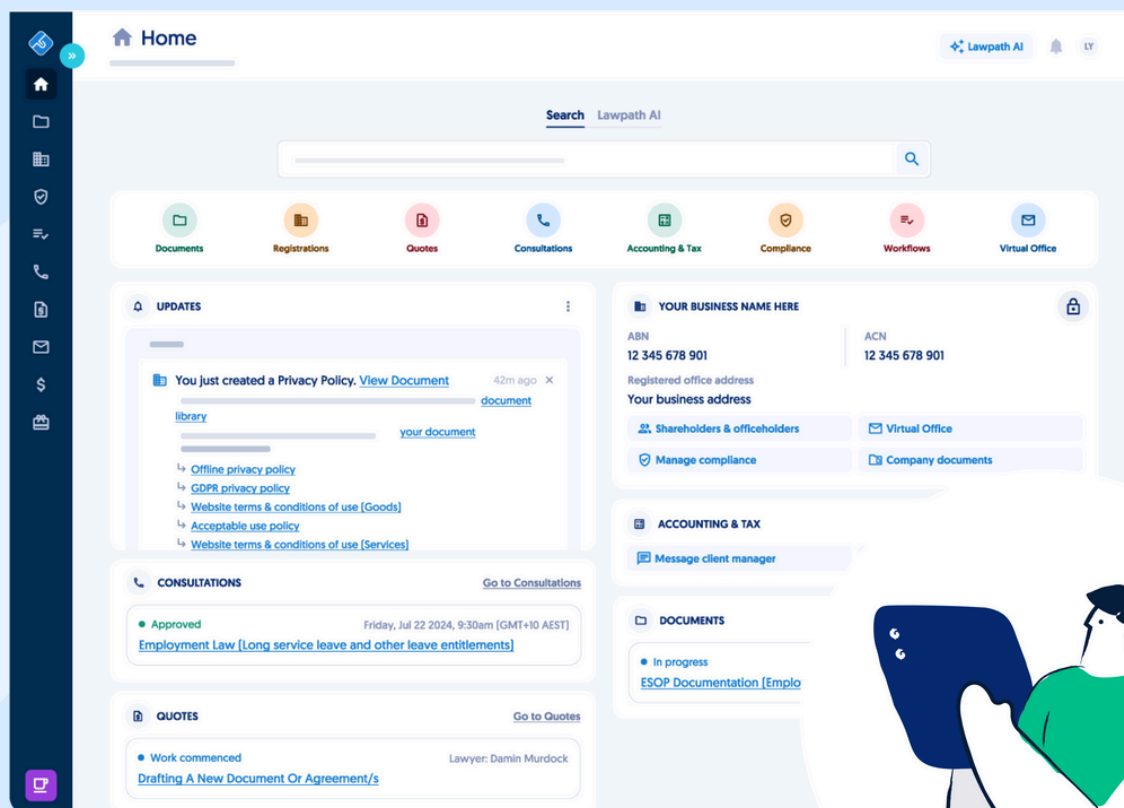 Home
Lawpath AI
LY
Search Lawpath AI
Documents
Registrations
Quotes
Consultations
Accounting & Tax
Compliance
Workflows
Virtual Office
UPDATES
You just created a Privacy Policy. View Document
42m ago
document
library
your document
Offline privacy policy
GDPR privacy policy
Website terms & conditions of use [Goods]
Acceptable use policy
Website terms & conditions of use [Services]
CONSULTATIONS
Go to Consultations
Approved
Friday, Jul 22 2024, 9:30am [GMT+10 AEST]
Employment Law [Long service leave and other leave entitlements]
QUOTES
Go to Quotes
Work commenced
Lawyer: Damin Murdock
Drafting A New Document Or Agreement/s
YOUR BUSINESS NAME HERE
ABN
12 345 678 901
ACN
12 345 678 901
Registered office address
Your business address
Shareholders & officeholders
Virtual Office
Manage compliance
Company documents
ACCOUNTING & TAX
Message client manager
DOCUMENTS
In progress
ESOP Documentation [Emplo